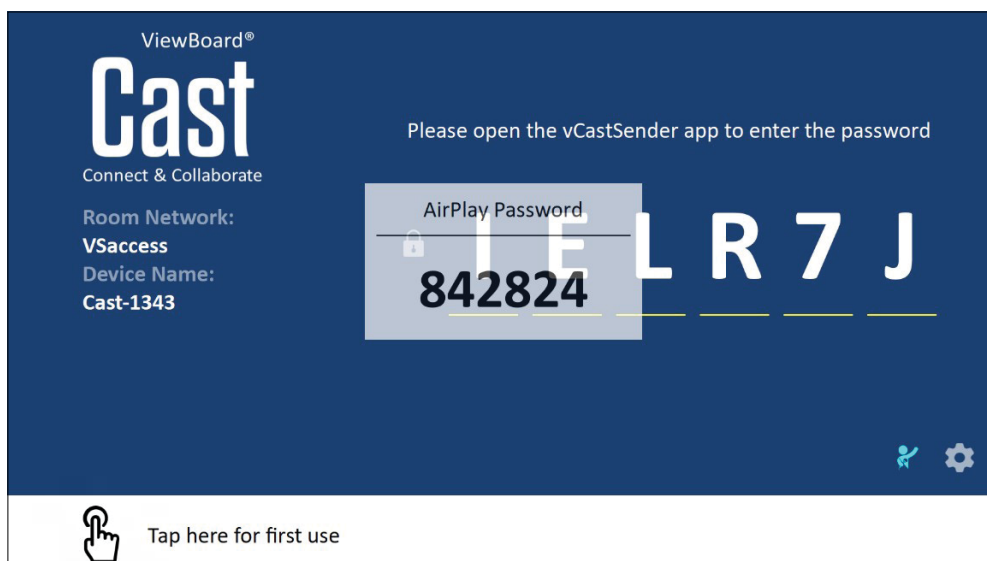 ViewBoard®
Cast
Connect & Collaborate
Room Network:
VSaccess
Device Name:
Cast-1343
Please open the vCastSender app to enter the password
AirPlay Password
842824
I E L R 7 J
Tap here for first use